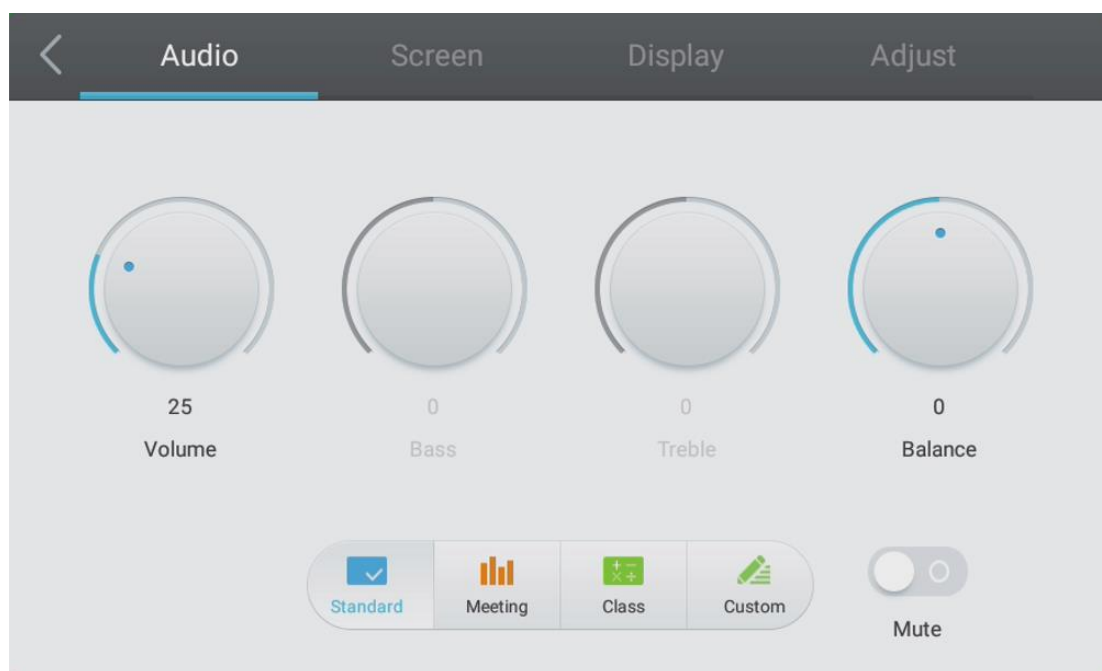 Audio Screen Display Adjust
25 0 0 0
Volume Bass Treble Balance
Standard Meeting Class Custom
Mute